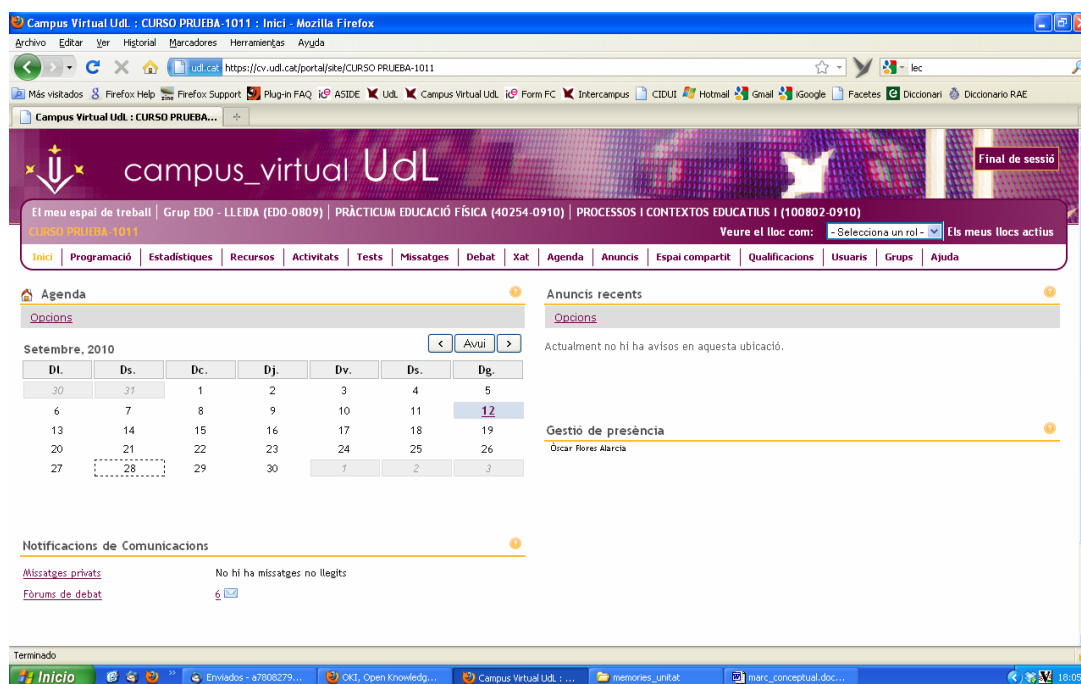 Campus Virtual UdL : CURSO PRUEBA-1011 : Inici - Mozilla Firefox
Archivo Editar Ver Historial Marcadores Herramientas Ayuda
udl.cat https://cv.udl.cat/portal/site/CURSO PRUEBA-1011 lec
Más visitados Firefox Help Firefox Support Plug-in FAQ ASIDE UdL Campus Virtual UdL Form FC Intercampus CIDUI Hotmail Gmail iGoogle Facetes Diccionari Diccionario RAE
Campus Virtual UdL : CURSO PRUEBA...
campus_virtual UdL
Final de sessió
El meu espai de treball | Grup EDO - LLEIDA (EDO-0809) | PRÀCTICUM EDUCACIÓ FÍSICA (40254-0910) | PROCESSOS I CONTEXTOS EDUCATIUS I (100802-0910)
CURSO PRUEBA-1011 Veure el lloc com: - Selecciona un rol - Els meus llocs actius
Inici | Programació | Estadístiques | Recursos | Activitats | Tests | Missatges | Debat | Xat | Agenda | Anuncis | Espai compartit | Qualificacions | Usuaris | Grups | Ajuda
Agenda
Opcions
Setembre, 2010 < Avui >
Dl. Ds. Dc. Dj. Dv. Ds. Dg.
30 31 1 2 3 4 5
6 7 8 9 10 11 12
13 14 15 16 17 18 19
20 21 22 23 24 25 26
27 28 29 30 1 2 3
Notificacions de Comunicacions
Missatges privats No hi ha missatges no llegits
Fòrums de debat 6
Anuncis recents
Opcions
Actualment no hi ha avisos en aquesta ubicació.
Gestió de presència
Òscar Flores Alarcia
Terminado
Inicio Enviados - a7808279... OKI, Open Knowledg... Campus Virtual UdL : ... memories_unitat marc_conceptual.doc... 18:05